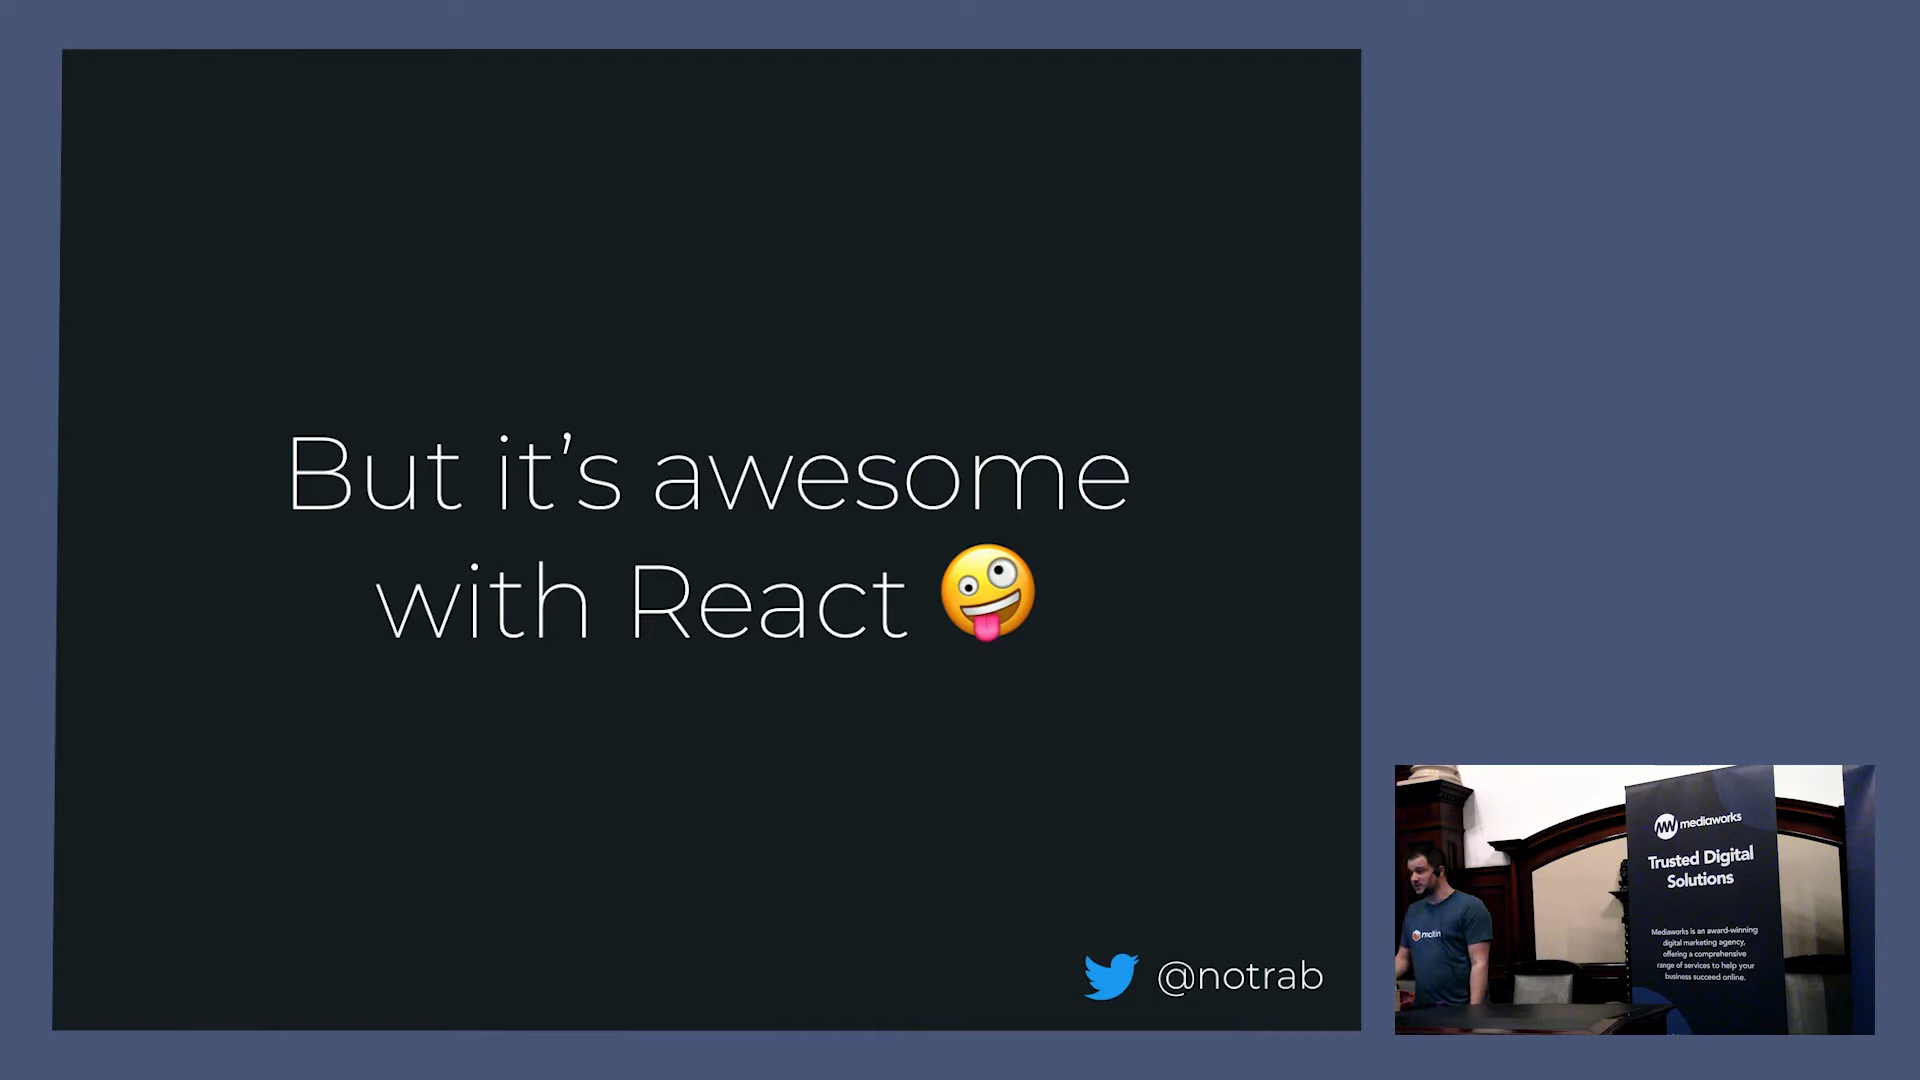 But it’s awesome
with React 🤪
@notrab
moltin
mediaworks
Trusted Digital
Solutions
Mediaworks is an award-winning
digital marketing agency,
offering a comprehensive
range of services to help your
business succeed online.